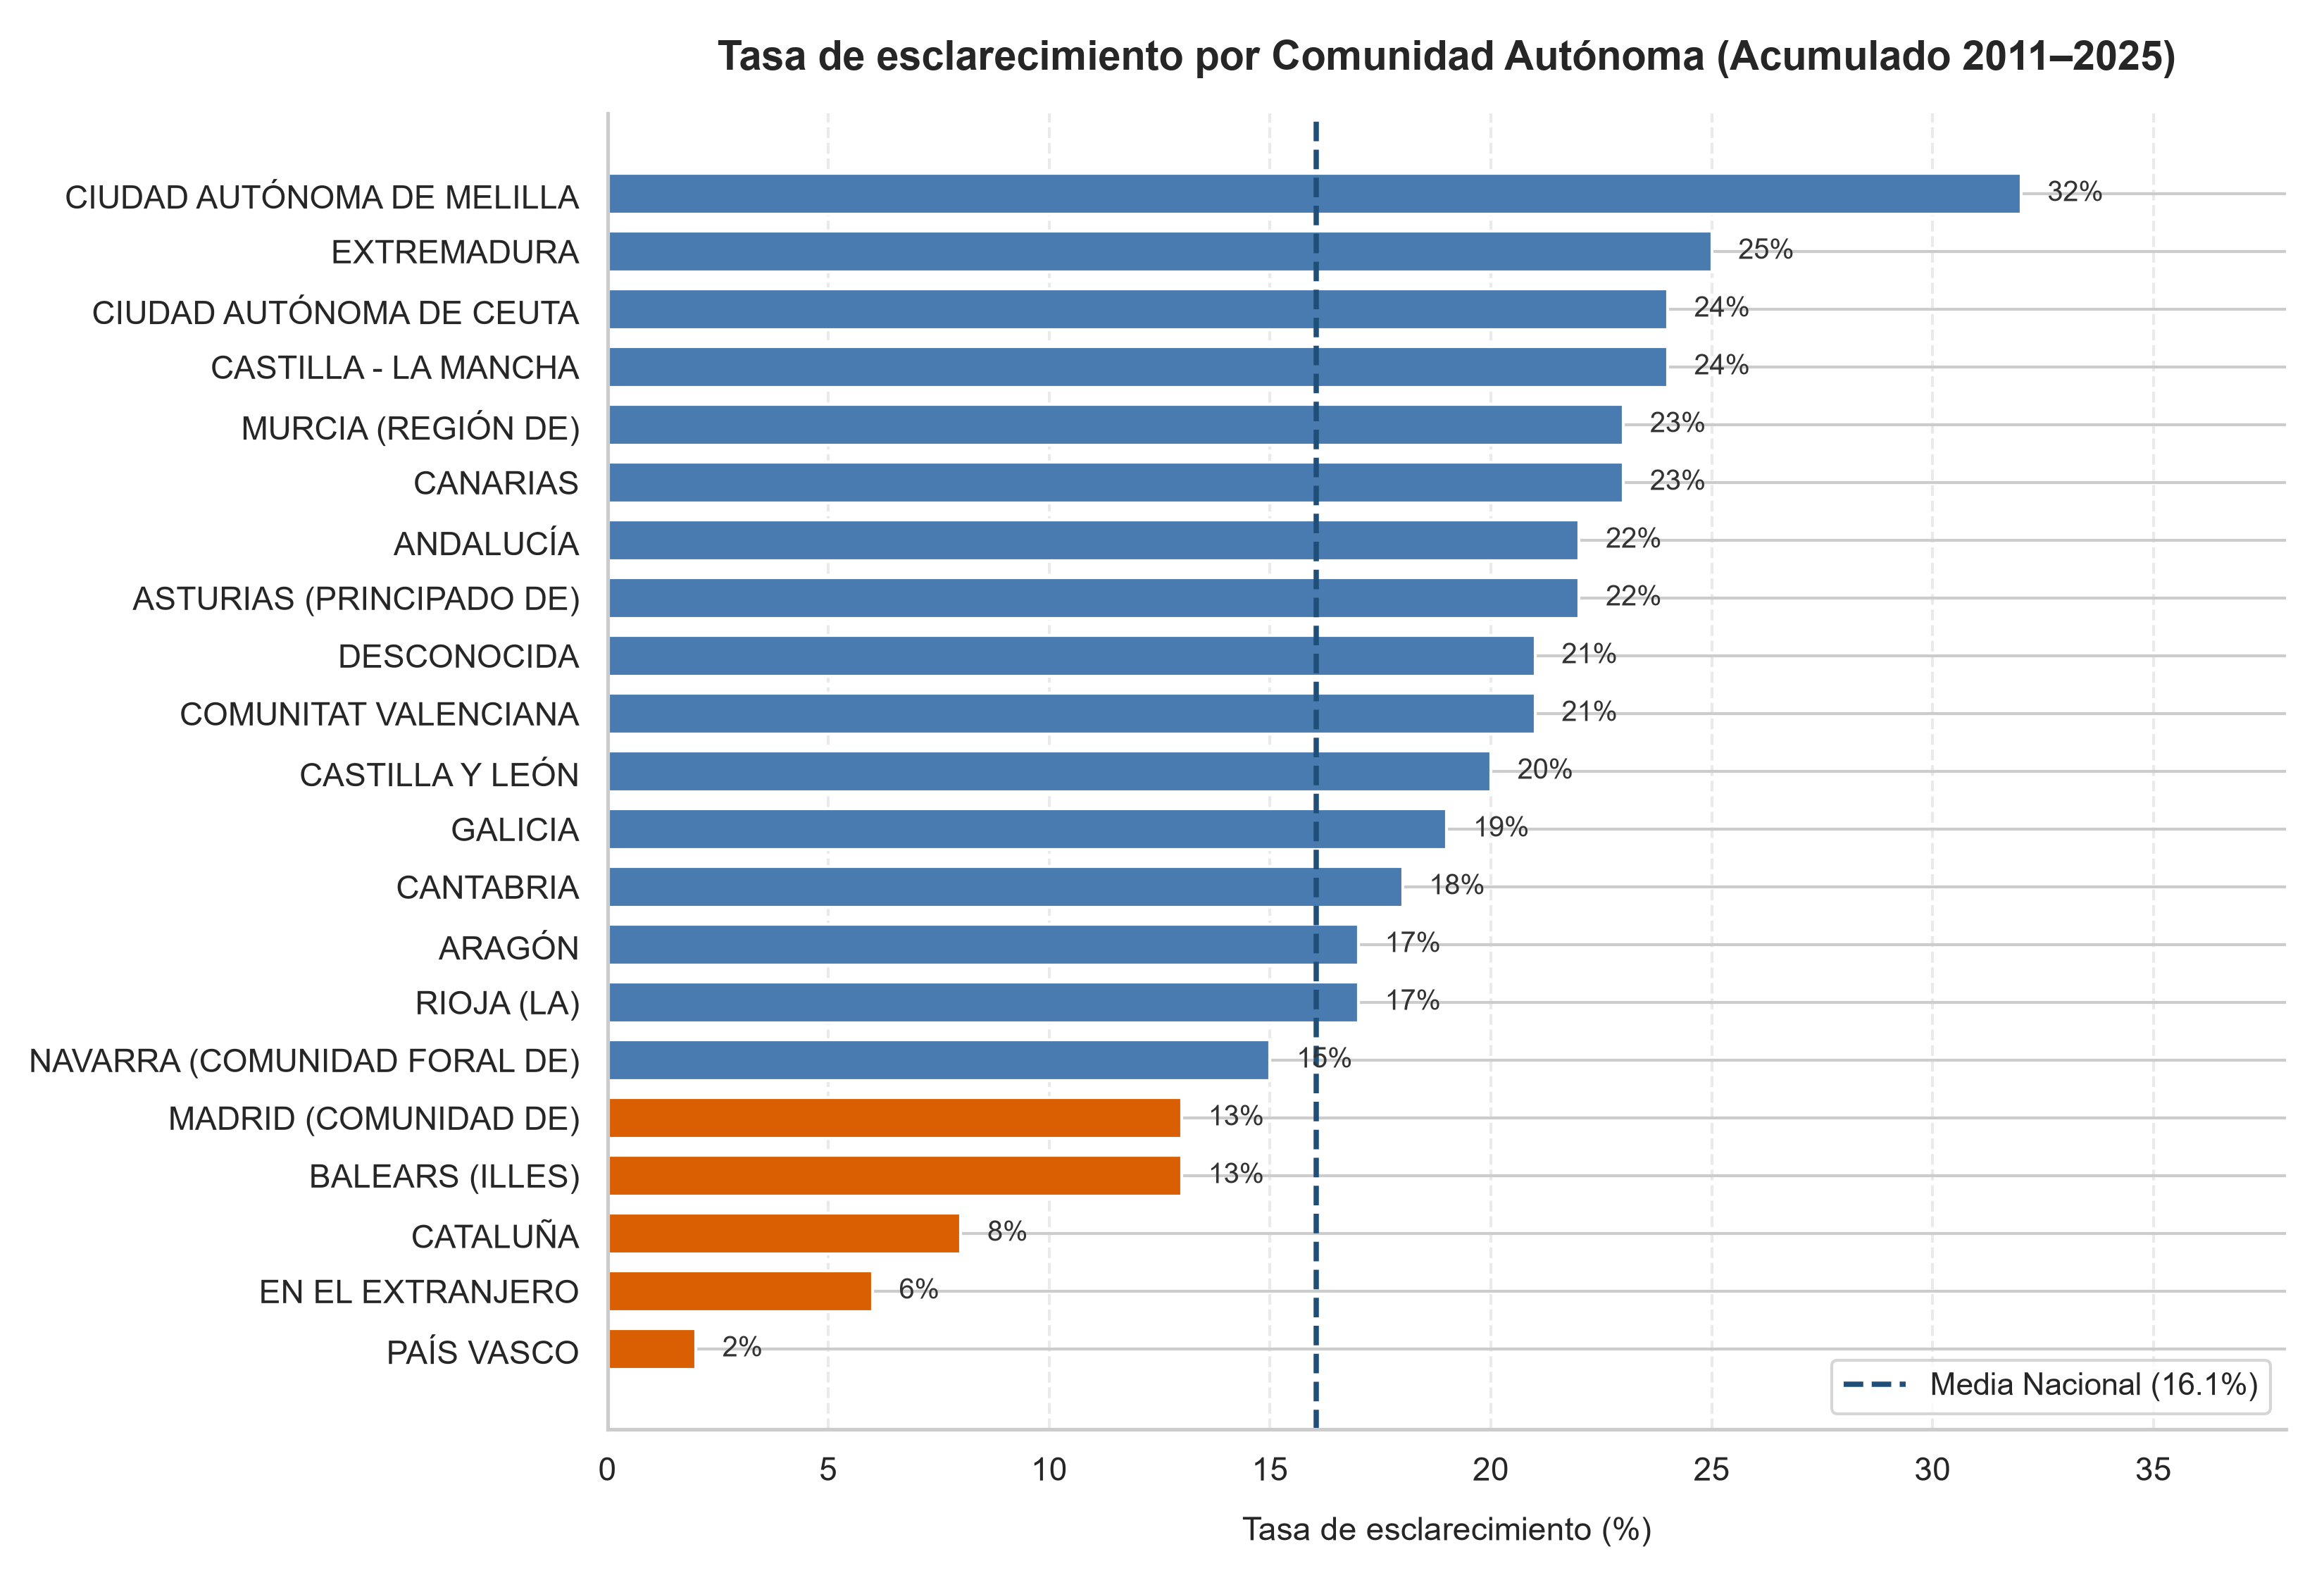 Tasa de esclarecimiento por Comunidad Autónoma (Acumulado 2011–2025)
CIUDAD AUTÓNOMA DE MELILLA 32%
EXTREMADURA 25%
CIUDAD AUTÓNOMA DE CEUTA 24%
CASTILLA - LA MANCHA 24%
MURCIA (REGIÓN DE) 23%
CANARIAS 23%
ANDALUCÍA 22%
ASTURIAS (PRINCIPADO DE) 22%
DESCONOCIDA 21%
COMUNITAT VALENCIANA 21%
CASTILLA Y LEÓN 20%
GALICIA 19%
CANTABRIA 18%
ARAGÓN 17%
RIOJA (LA) 17%
NAVARRA (COMUNIDAD FORAL DE) 15%
MADRID (COMUNIDAD DE) 13%
BALEARS (ILLES) 13%
CATALUÑA 8%
EN EL EXTRANJERO 6%
PAÍS VASCO 2%
Media Nacional (16.1%)
0 5 10 15 20 25 30 35
Tasa de esclarecimiento (%)